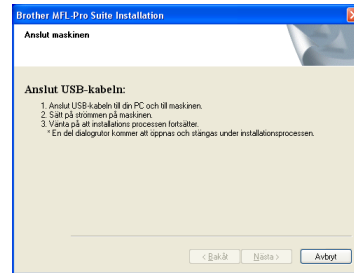 Brother MFL-Pro Suite Installation
Anslut maskinen
Anslut USB-kabeln:
1. Anslut USB-kabeln till din PC och till maskinen.
2. Sätt på strömmen på maskinen.
3. Vänta på att installations processen fortsätter.
* En del dialogrutor kommer att öppnas och stängas under installationsprocessen.
< Bakåt
Nästa >
Avbryt